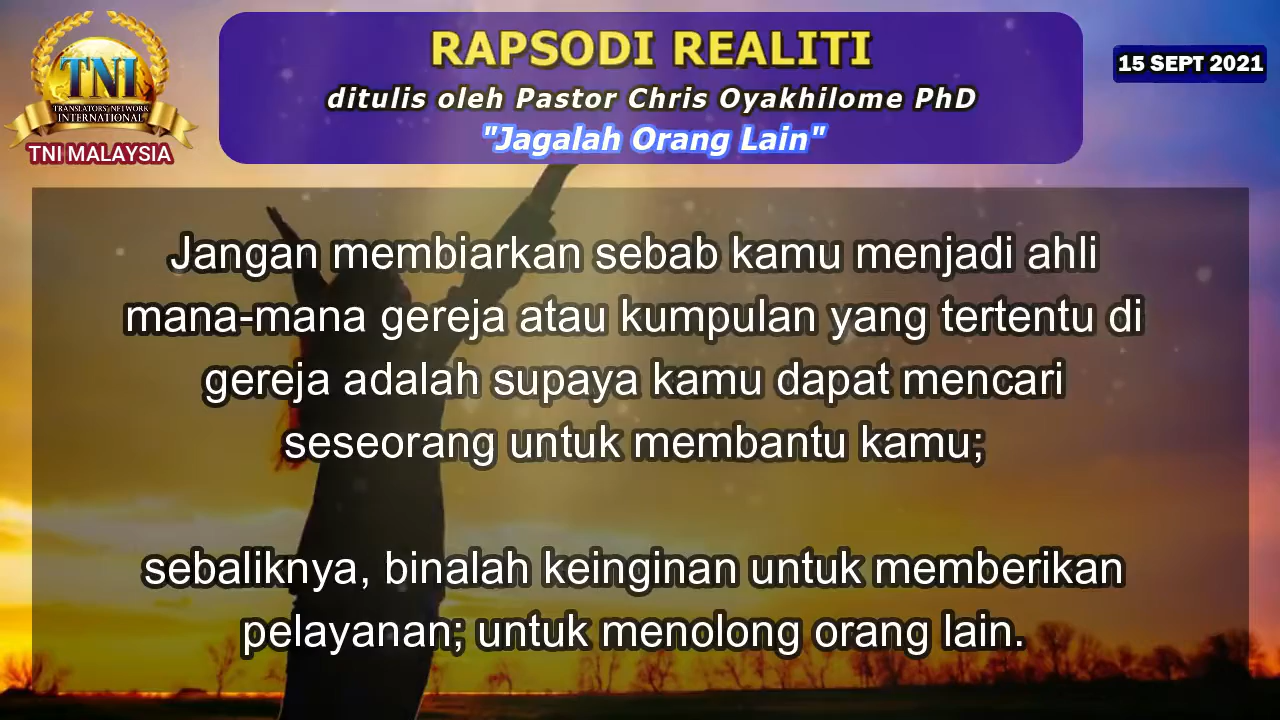 TNI
TRANSLATORS' NETWORK
INTERNATIONAL
TNI MALAYSIA
RAPSODI REALITI
ditulis oleh Pastor Chris Oyakhilome PhD
"Jagalah Orang Lain"
15 SEPT 2021
Jangan membiarkan sebab kamu menjadi ahli
mana-mana gereja atau kumpulan yang tertentu di
gereja adalah supaya kamu dapat mencari
seseorang untuk membantu kamu;
sebaliknya, binalah keinginan untuk memberikan
pelayanan; untuk menolong orang lain.